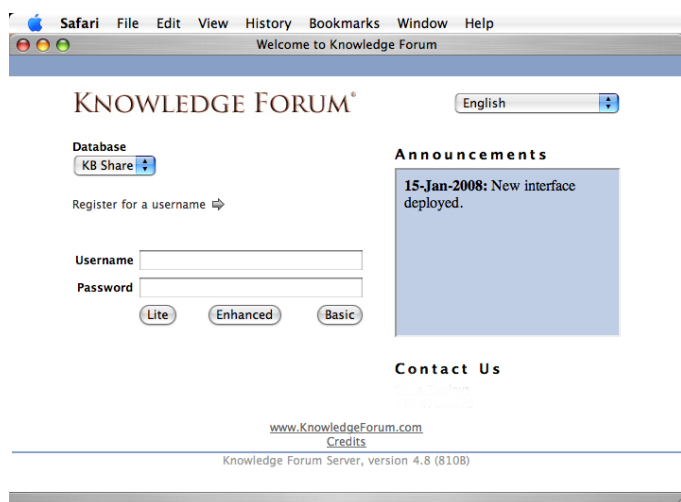 Safari File Edit View History Bookmarks Window Help
Welcome to Knowledge Forum
KNOWLEDGE FORUM®
English
Database
KB Share
Register for a username
Announcements
15-Jan-2008: New interface
deployed.
Username
Password
Lite Enhanced Basic
Contact Us
www.KnowledgeForum.com
Credits
Knowledge Forum Server, version 4.8 (810B)